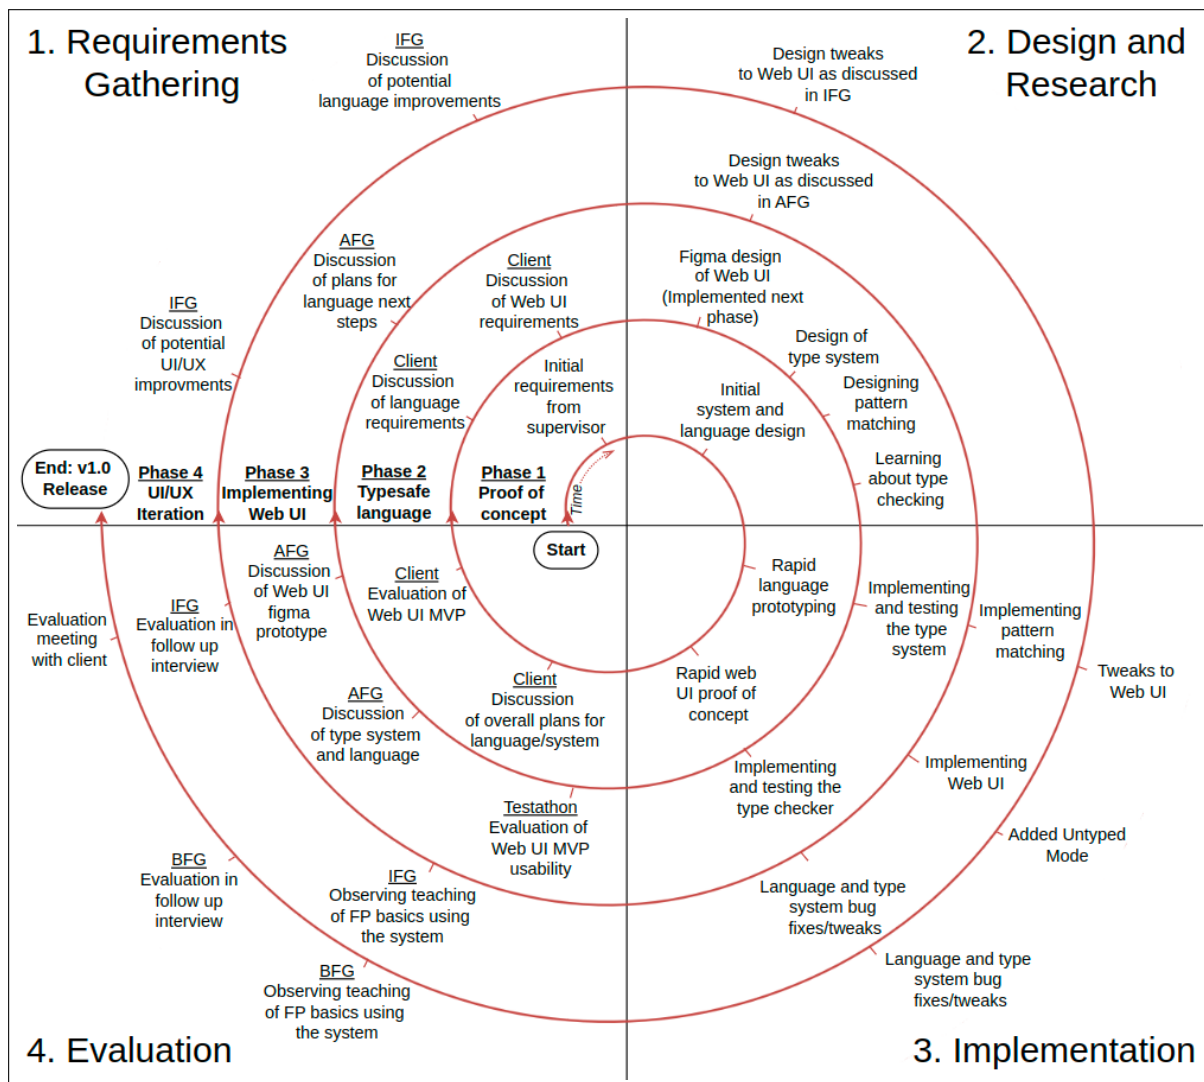 1. Requirements
Gathering
2. Design and
Research
IFG
Discussion
of potential
language improvements
Design tweaks
to Web UI as discussed
in IFG
Design tweaks
to Web UI as discussed
in AFG
AFG
Discussion
of plans for
language next
steps
Client
Discussion
of Web UI
requirements
Figma design
of Web UI
(Implemented next
phase)
IFG
Discussion
of potential
UI/UX
improvments
Client
Discussion
of language
requirements
Initial
requirements
from
supervisor
Initial
system and
language design
Design of
type system
Designing
pattern
matching
Learning
about type
checking
End: v1.0
Release
Phase 4
UI/UX
Iteration
Phase 3
Implementing
Web UI
Phase 2
Typesafe
language
Phase 1
Proof of
concept
Time
Start
AFG
Discussion
of Web UI
figma
prototype
Client
Evaluation of
Web UI MVP
Rapid
language
prototyping
Implementing
and testing
the type
system
Implementing
pattern
matching
Evaluation
meeting
with client
IFG
Evaluation in
follow up
interview
AFG
Discussion
of type system
and language
Client
Discussion
of overall plans for
language/system
Rapid web
UI proof of
concept
Tweaks to
Web UI
Implementing
and testing the
type checker
Implementing
Web UI
Testathon
Evaluation of
Web UI MVP
usability
Added Untyped
Mode
BFG
Evaluation in
follow up
interview
IFG
Observing teaching
of FP basics using
the system
Language and type
system bug
fixes/tweaks
BFG
Observing teaching
of FP basics using
the system
Language and type
system bug
fixes/tweaks
4. Evaluation
3. Implementation